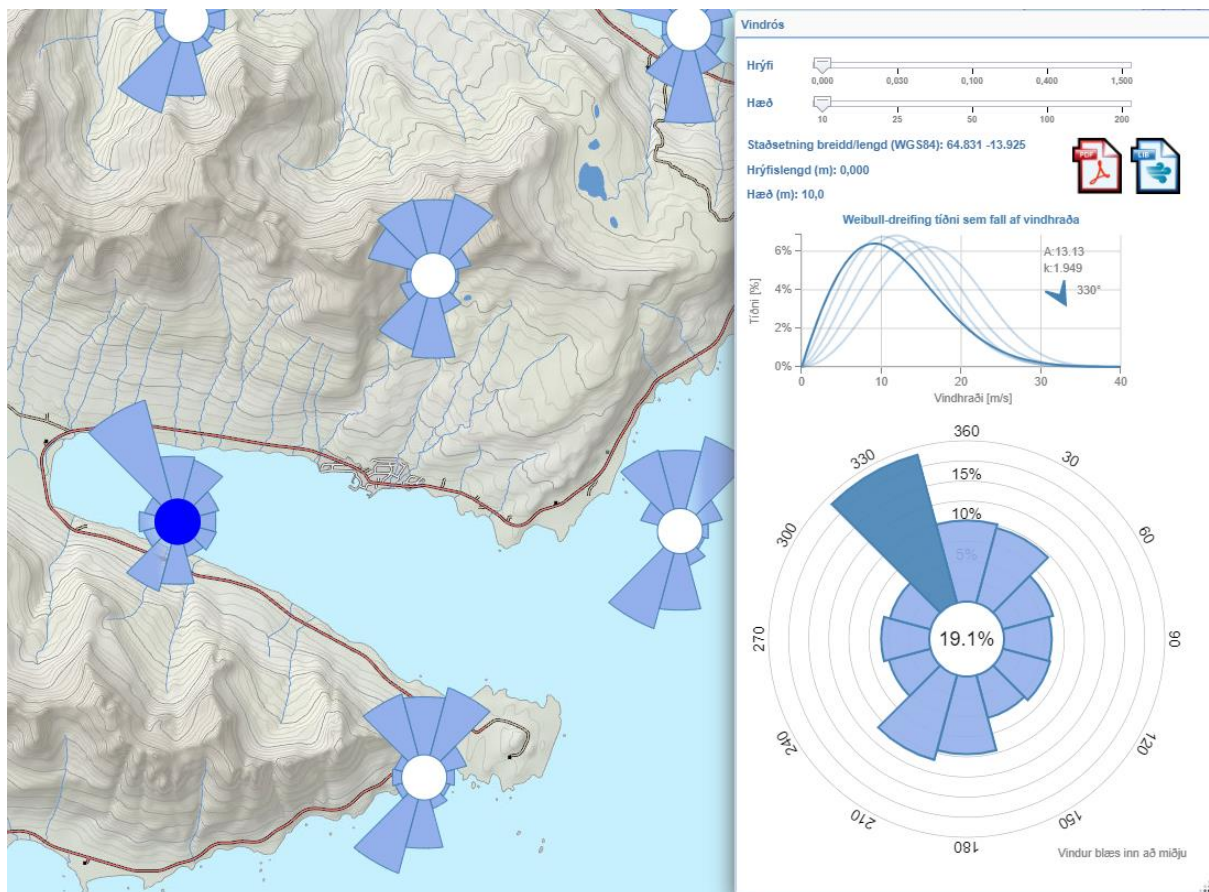 Vindrós
Hrýfi
0,000 0,030 0,100 0,400 1,500
Hæð
10 25 50 100 200
Staðsetning breidd/lengd (WGS84): 64.831 -13.925
Hrýfislengd (m): 0,000
Hæð (m): 10,0
PDF
LIB
Weibull-dreifing tíðni sem fall af vindhraða
6%
4%
2%
0%
Tíðni [%]
A:13.13
k:1.949
330°
0 10 20 30 40
Vindhraði [m/s]
360
330 30
15%
10%
300 60
5%
270 19.1% 90
240 120
210 150
180
Vindur blæs inn að miðju